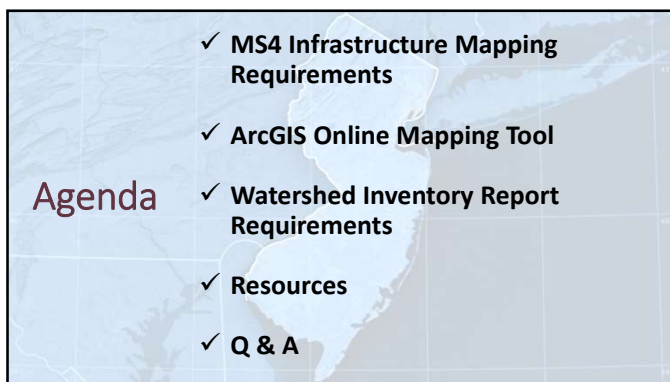 Agenda
✓ MS4 Infrastructure Mapping
Requirements
✓ ArcGIS Online Mapping Tool
✓ Watershed Inventory Report
Requirements
✓ Resources
✓ Q & A